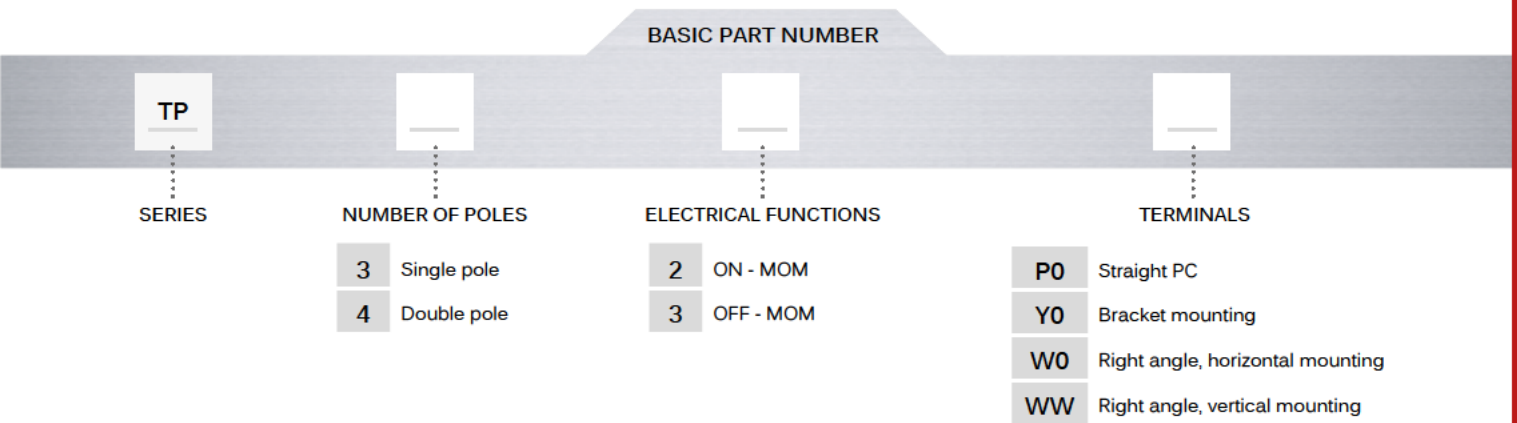 BASIC PART NUMBER
TP
SERIES
NUMBER OF POLES
ELECTRICAL FUNCTIONS
TERMINALS
3 Single pole
4 Double pole
2 ON - MOM
3 OFF - MOM
P0 Straight PC
Y0 Bracket mounting
W0 Right angle, horizontal mounting
WW Right angle, vertical mounting